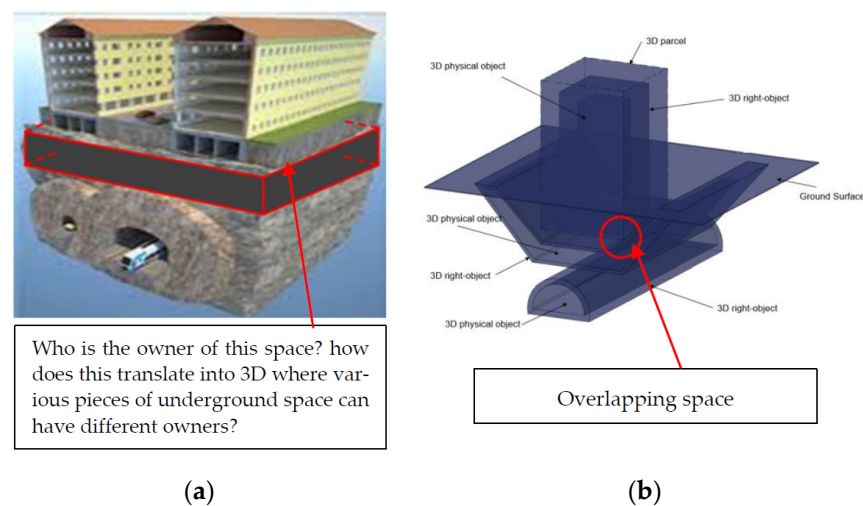 Who is the owner of this space? how
does this translate into 3D where var-
ious pieces of underground space can
have different owners?
(a)
3D parcel
3D physical object
3D right-object
Ground Surface
3D physical object
3D right-object
3D right-object
3D physical object
Overlapping space
(b)